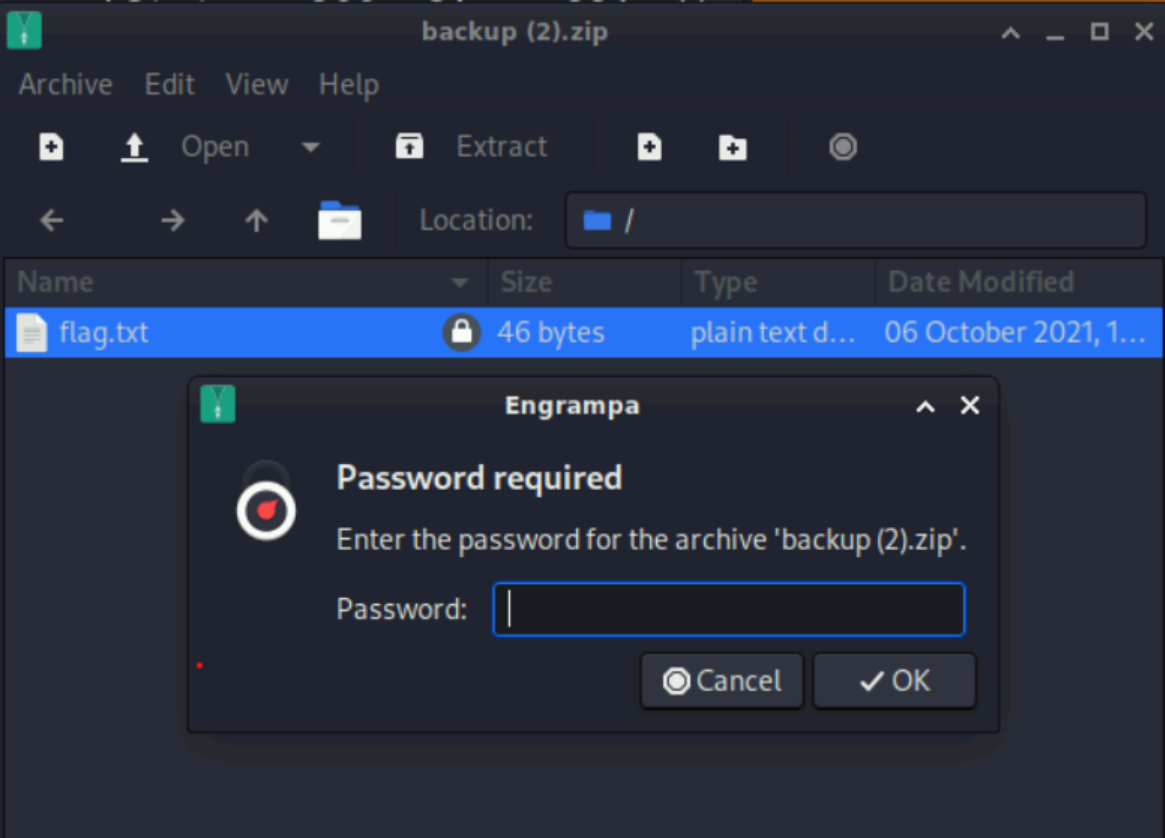 backup (2).zip
Archive Edit View Help
Open Extract
Location: /
Name Size Type Date Modified
flag.txt 46 bytes plain text d... 06 October 2021, 1...
Engrampa
Password required
Enter the password for the archive 'backup (2).zip'.
Password:
Cancel OK